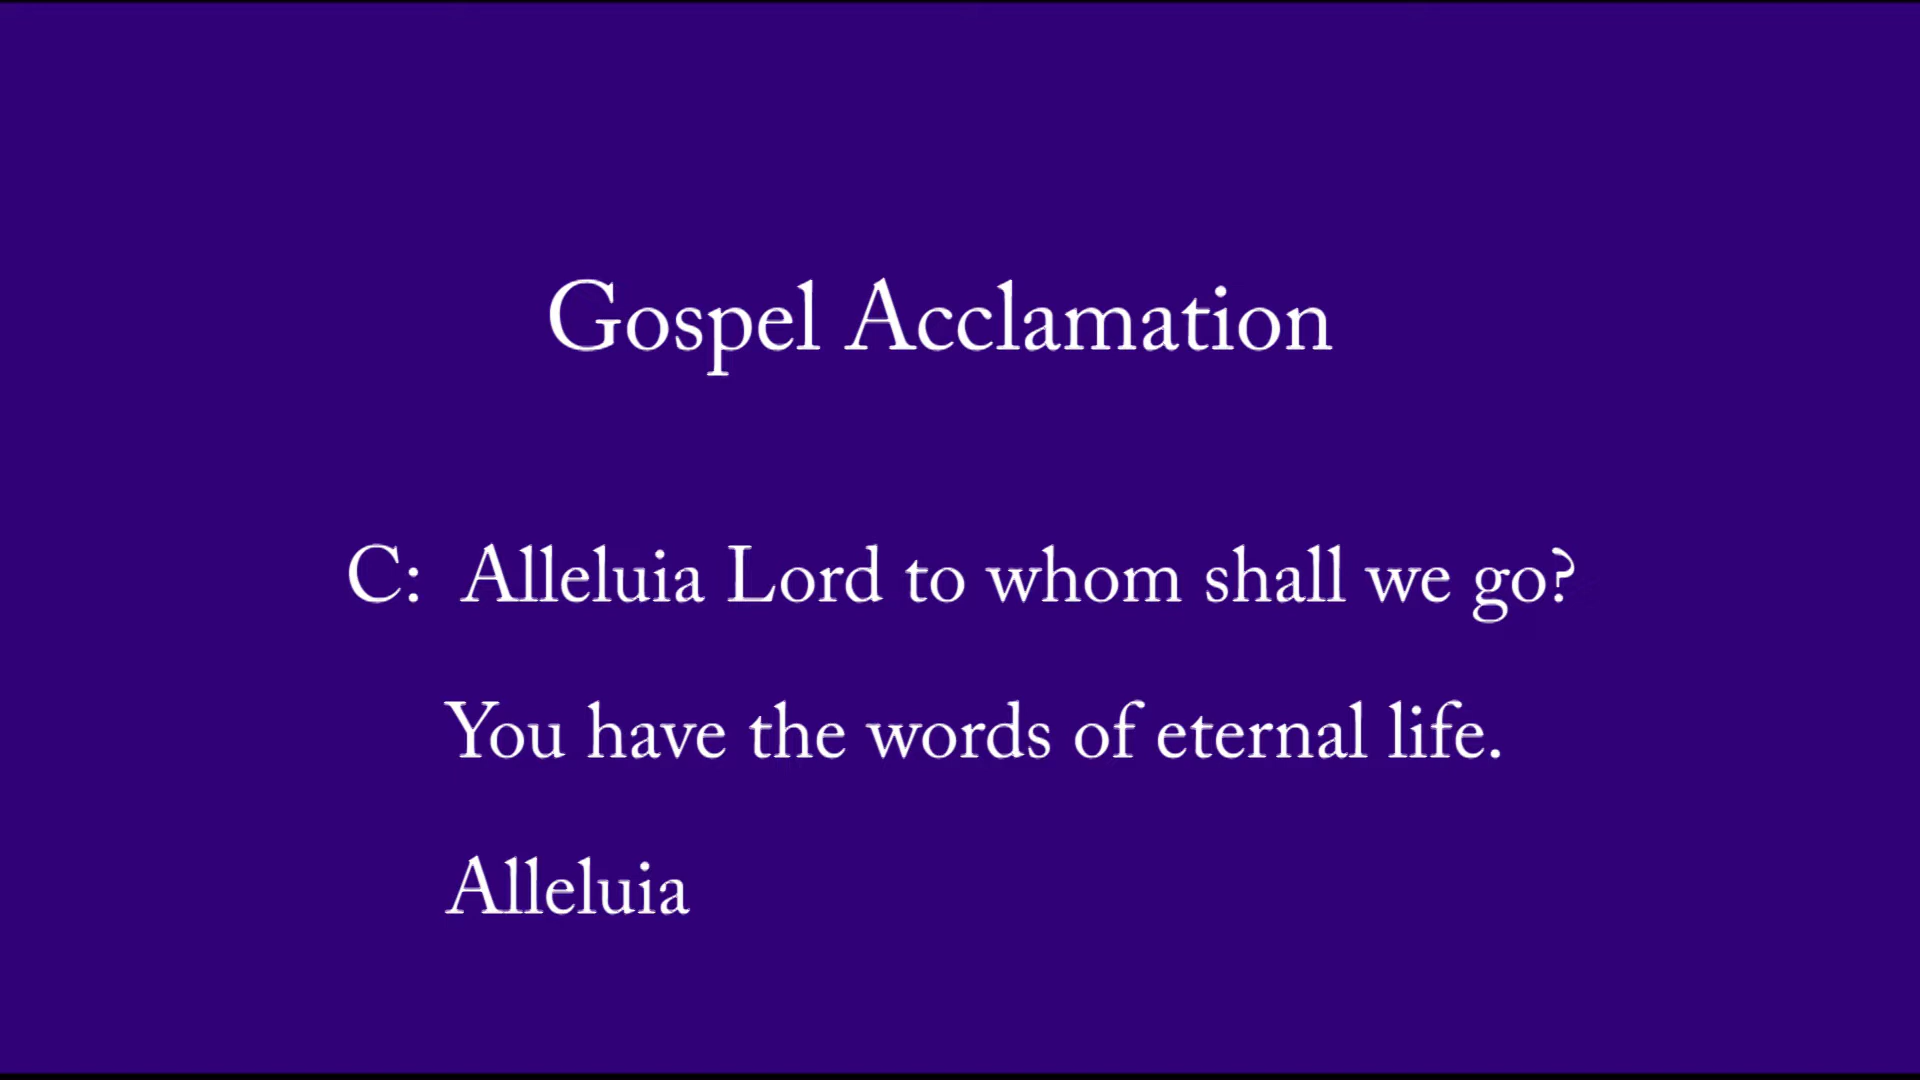 Gospel Acclamation
C: Alleluia Lord to whom shall we go?
You have the words of eternal life.
Alleluia